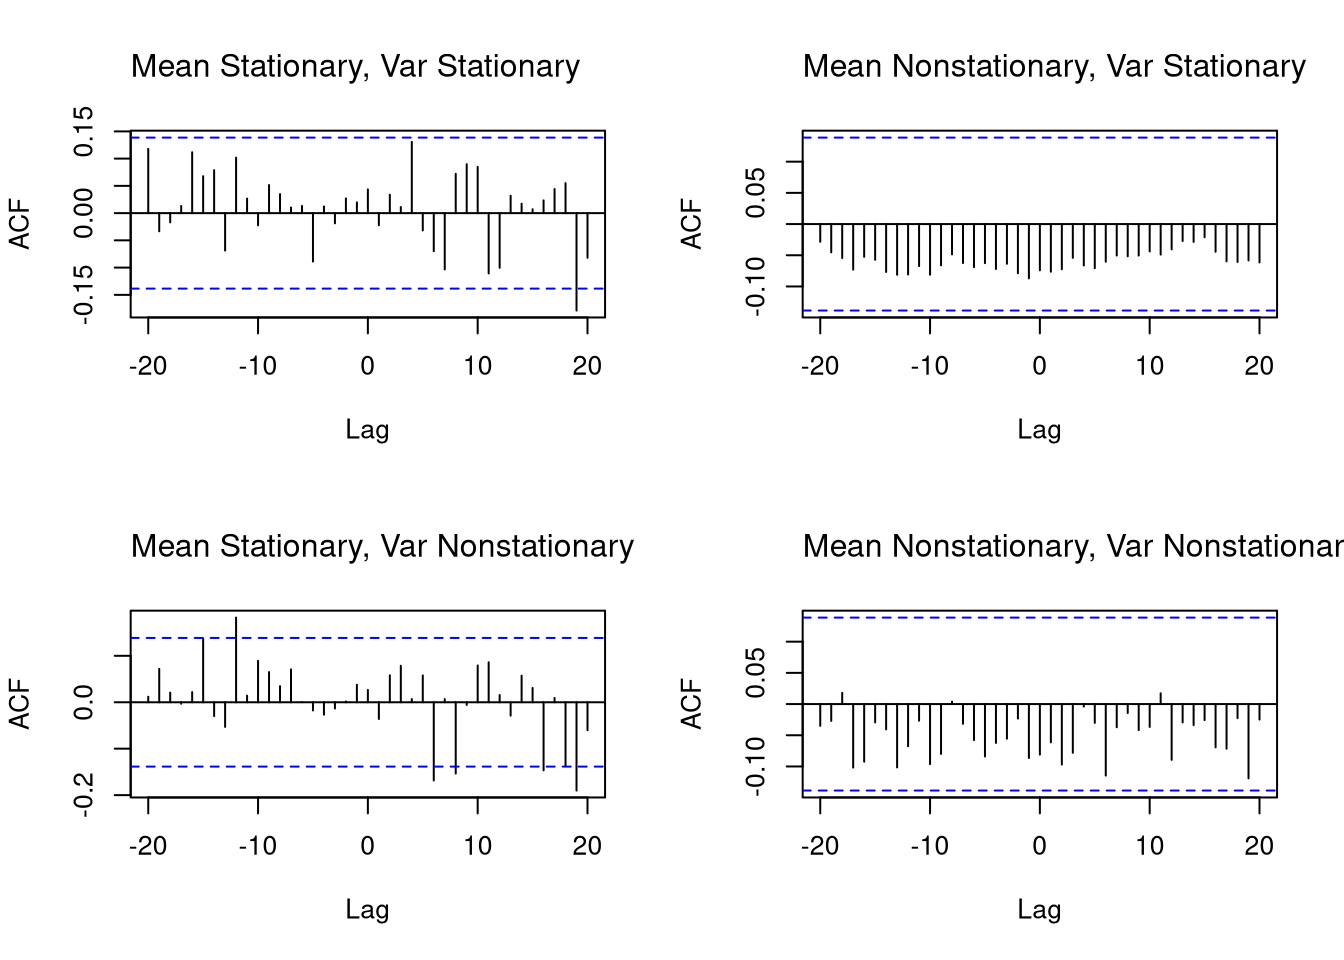 Mean Stationary, Var Stationary
ACF
0.15
0.00
-0.15
-20 -10 0 10 20
Lag
Mean Nonstationary, Var Stationary
ACF
0.05
-0.10
-20 -10 0 10 20
Lag
Mean Stationary, Var Nonstationary
ACF
0.0
-0.2
-20 -10 0 10 20
Lag
Mean Nonstationary, Var Nonstationar
ACF
0.05
-0.10
-20 -10 0 10 20
Lag